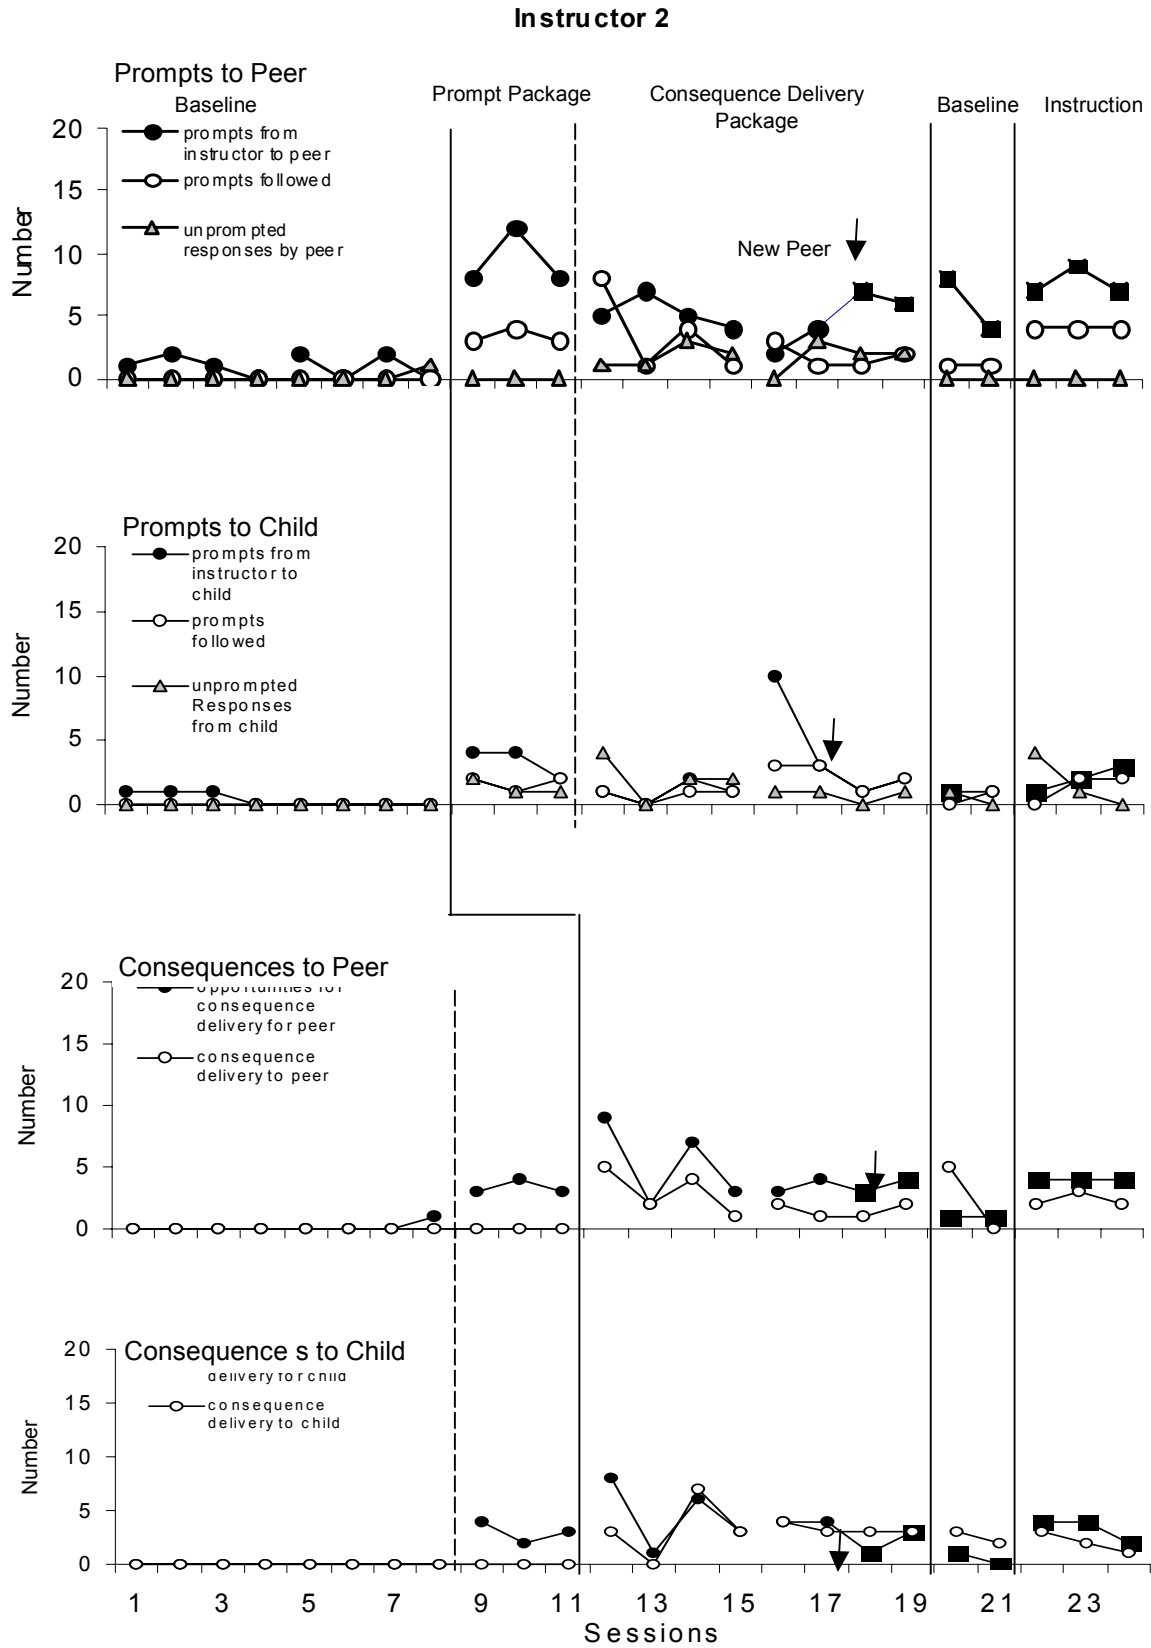 Instructor 2
Prompts to Peer
Baseline
Prompt Package
Consequence Delivery
Package
Baseline
Instruction
20
15
10
5
0
Number
prompts from
instructor to peer
prompts followed
unprompted
responses by peer
New Peer
Prompts to Child
20
15
10
5
0
Number
prompts from
instructor to
child
prompts
followed
unprompted
Responses
from child
Consequences to Peer
20
15
10
5
0
Number
opportunities for
consequence
delivery for peer
consequence
delivery to peer
Consequence s to Child
20
15
10
5
0
Number
delivery for child
consequence
delivery to child
1 3 5 7 9 11 13 15 17 19 21 23
Sessions